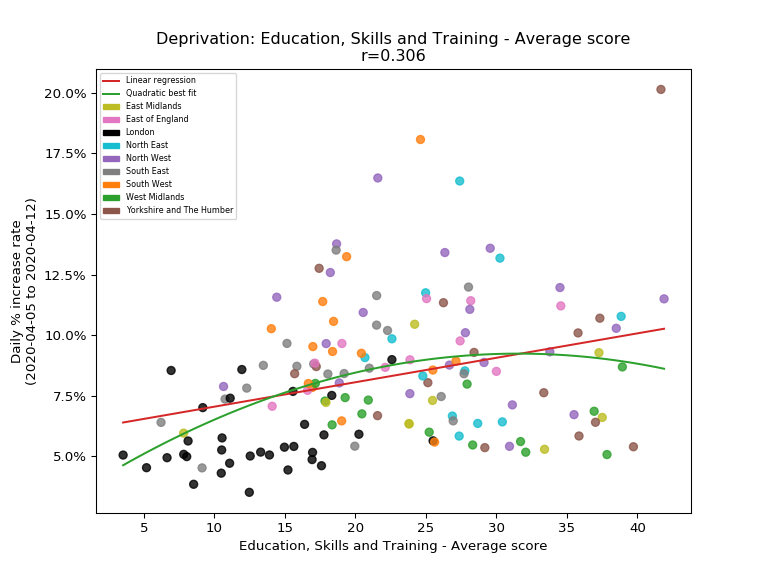 Deprivation: Education, Skills and Training - Average score
r=0.306
Linear regression
Quadratic best fit
East Midlands
East of England
London
North East
North West
South East
South West
West Midlands
Yorkshire and The Humber
20.0%
17.5%
15.0%
12.5%
10.0%
7.5%
5.0%
Daily % increase rate
(2020-04-05 to 2020-04-12)
5 10 15 20 25 30 35 40
Education, Skills and Training - Average score